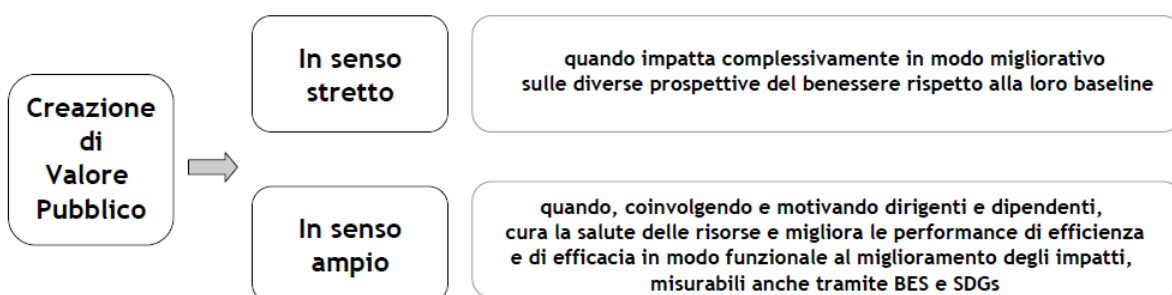 Creazione
di
Valore
Pubblico
In senso
stretto
quando impatta complessivamente in modo migliorativo
sulle diverse prospettive del benessere rispetto alla loro baseline
In senso
ampio
quando, coinvolgendo e motivando dirigenti e dipendenti,
cura la salute delle risorse e migliora le performance di efficienza
e di efficacia in modo funzionale al miglioramento degli impatti,
misurabili anche tramite BES e SDGs